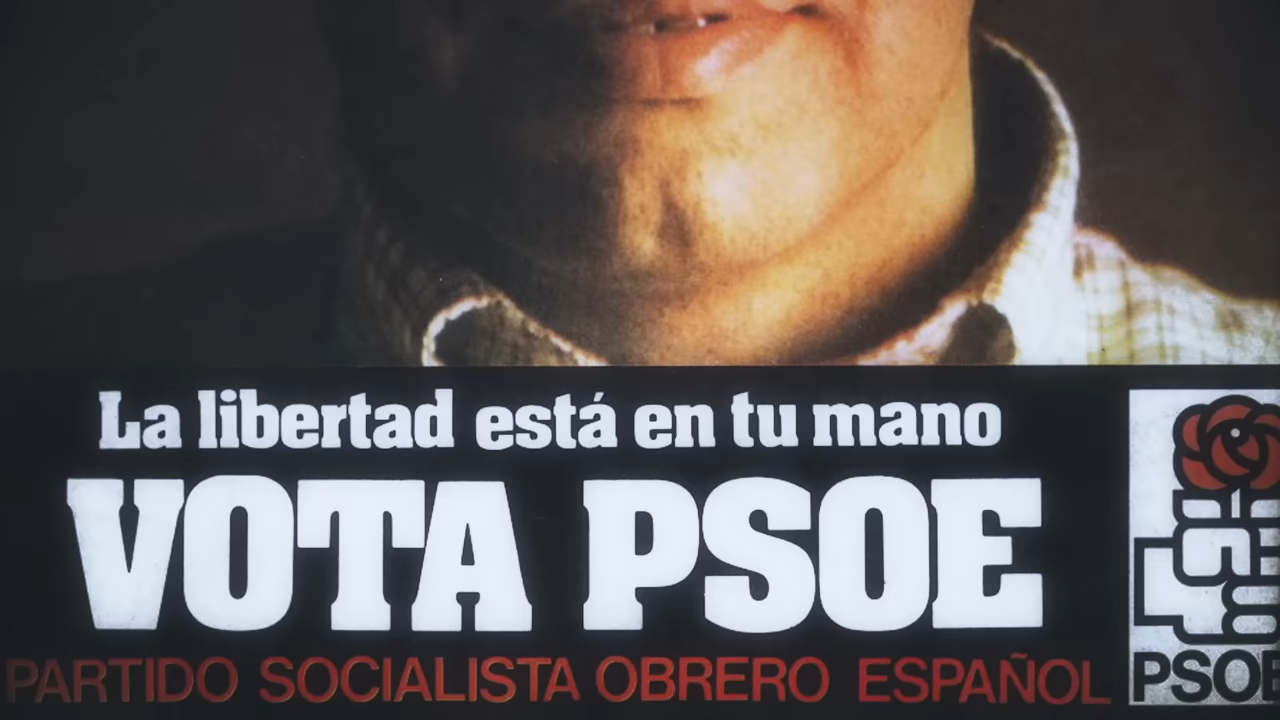 La libertad está en tu mano
VOTA PSOE
PARTIDO SOCIALISTA OBRERO ESPAÑOL
PSOE